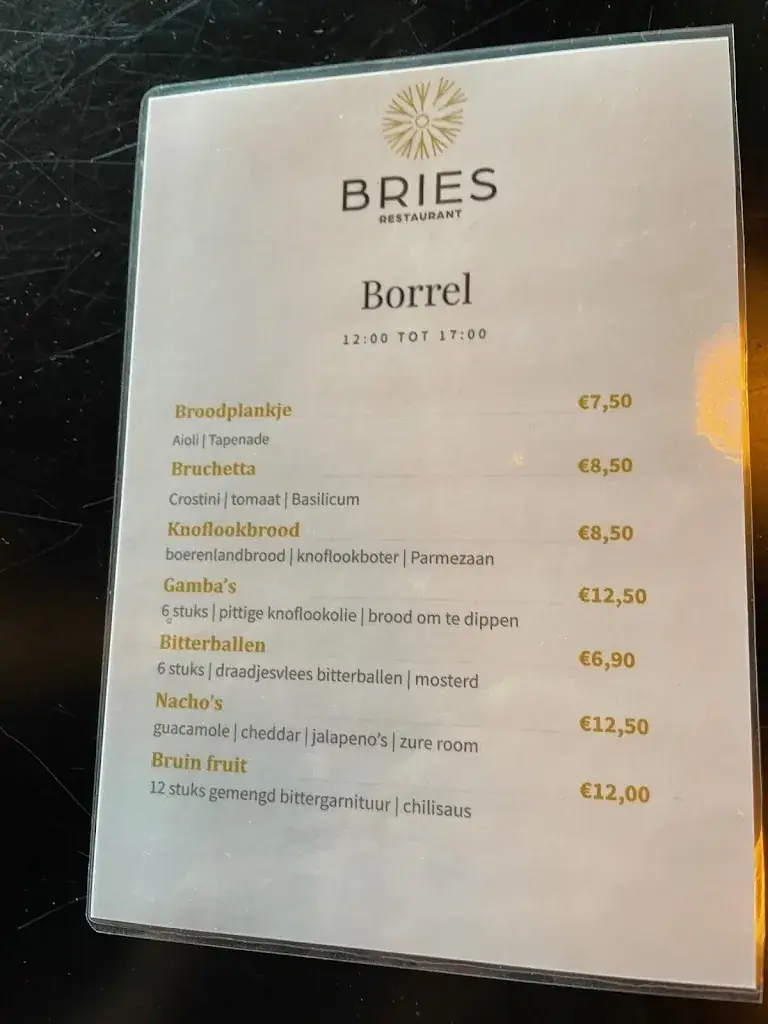 BRIES
RESTAURANT
Borrel
12:00 TOT 17:00
Broodplankje €7,50
Aioli | Tapenade
Bruchetta €8,50
Crostini | tomaat | Basilicum
Knoflookbrood €8,50
boerenlandbrood | knoflookboter | Parmezaan
Gamba's €12,50
6 stuks | pittige knoflookolie | brood om te dippen
Bitterballen €6,90
6 stuks | draadjesvlees bitterballen | mosterd
Nacho's €12,50
guacamole | cheddar | jalapeno's | zure room
Bruin fruit €12,00
12 stuks gemengd bittergarnituur | chilisaus